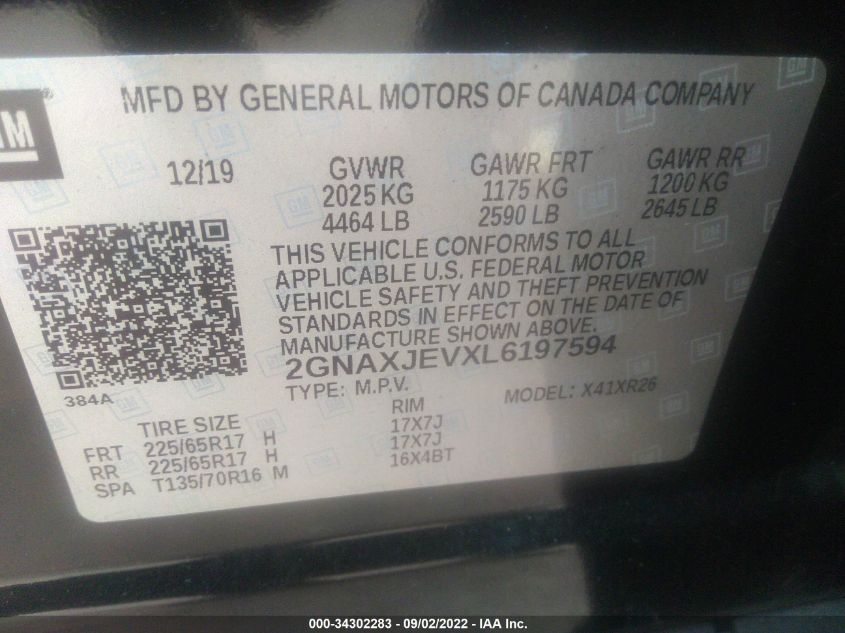 GM
®
MFD BY GENERAL MOTORS OF CANADA COMPANY
12/19
GVWR
2025 KG
4464 LB
GAWR FRT
1175 KG
2590 LB
GAWR RR
1200 KG
2645 LB
THIS VEHICLE CONFORMS TO ALL
APPLICABLE U.S. FEDERAL MOTOR
VEHICLE SAFETY AND THEFT PREVENTION
STANDARDS IN EFFECT ON THE DATE OF
MANUFACTURE SHOWN ABOVE.
2GNAXJEVXL6197594
TYPE: M.P.V.
MODEL: X41XR26
384A
TIRE SIZE RIM
FRT 225/65R17 H 17X7J
RR 225/65R17 H 17X7J
SPA T135/70R16 M 16X4BT
000-34302283 - 09/02/2022 - IAA Inc.